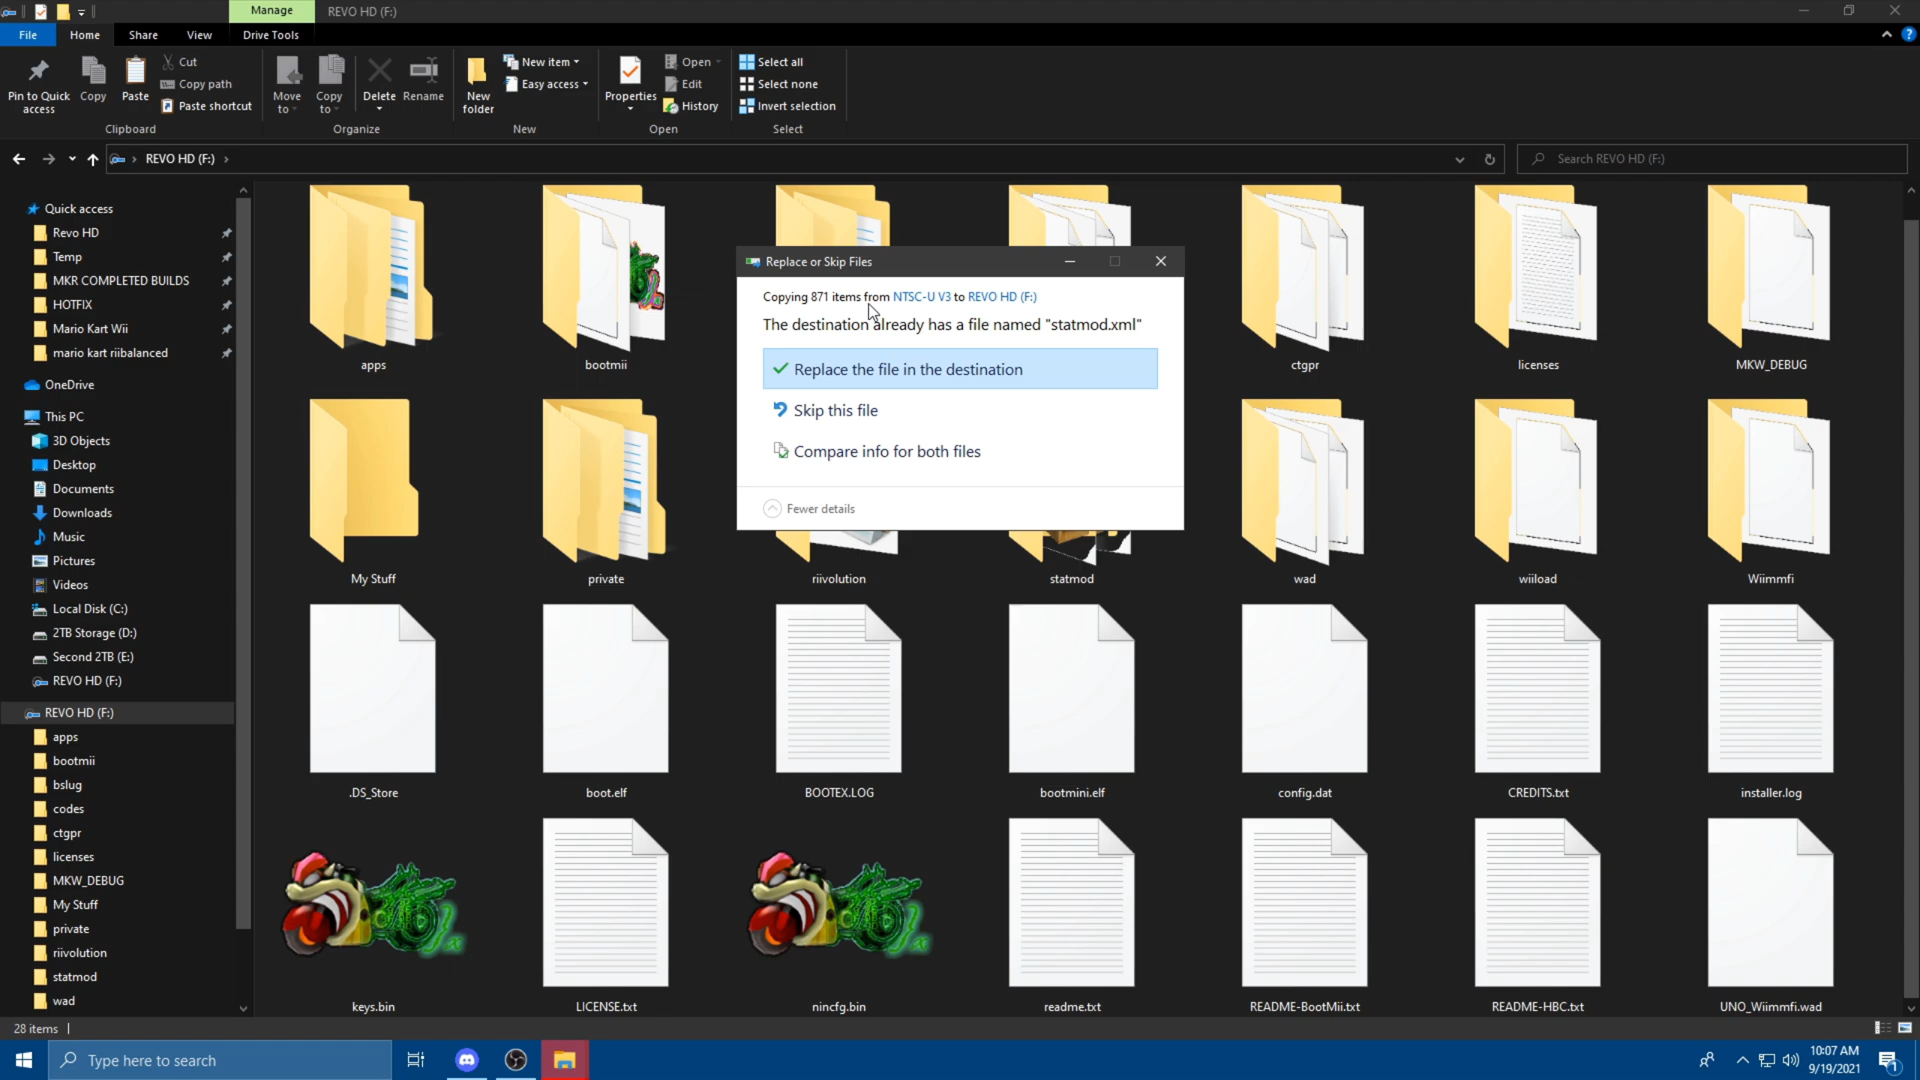 Manage
REVO HD (F:)
File
Home
Share
View
Drive Tools
Pin to Quick access
Copy
Paste
Cut
Copy path
Paste shortcut
Clipboard
Move to
Copy to
Delete
Rename
Organize
New folder
New item
Easy access
New
Properties
Open
Edit
History
Open
Select all
Select none
Invert selection
Select
REVO HD (F:)
Search REVO HD (F:)
Quick access
Revo HD
Temp
MKR COMPLETED BUILDS
HOTFIX
Mario Kart Wii
mario kart riibalanced
OneDrive
This PC
3D Objects
Desktop
Documents
Downloads
Music
Pictures
Videos
Local Disk (C:)
2TB Storage (D:)
Second 2TB (E:)
REVO HD (F:)
REVO HD (F:)
apps
bootmii
bslug
codes
ctgpr
licenses
MKW_DEBUG
My Stuff
private
riivolution
statmod
wad
apps
bootmii
ctgpr
licenses
MKW_DEBUG
Replace or Skip Files
Copying 871 items from NTSC-U V3 to REVO HD (F:)
The destination already has a file named "statmod.xml"
Replace the file in the destination
Skip this file
Compare info for both files
Fewer details
My Stuff
private
riivolution
statmod
wad
wiiload
Wiimmfi
.DS_Store
boot.elf
BOOTEX.LOG
bootmini.elf
config.dat
CREDITS.txt
installer.log
keys.bin
LICENSE.txt
nincfg.bin
readme.txt
README-BootMii.txt
README-HBC.txt
UNO_Wiimmfi.wad
28 items
Type here to search
10:07 AM
9/19/2021
1